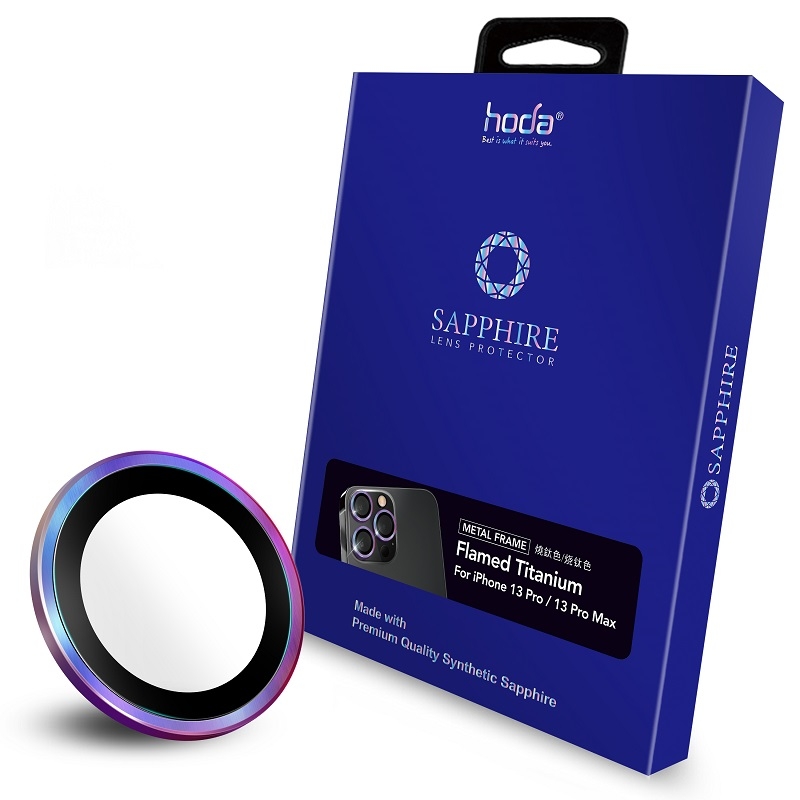 hoda®
Best is what it suits you.
SAPPHIRE
LENS PROTECTOR
METAL FRAME 燒鈦色/烧钛色
Flamed Titanium
For iPhone 13 Pro / 13 Pro Max
Made with
Premium Quality Synthetic Sapphire
SAPPHIRE